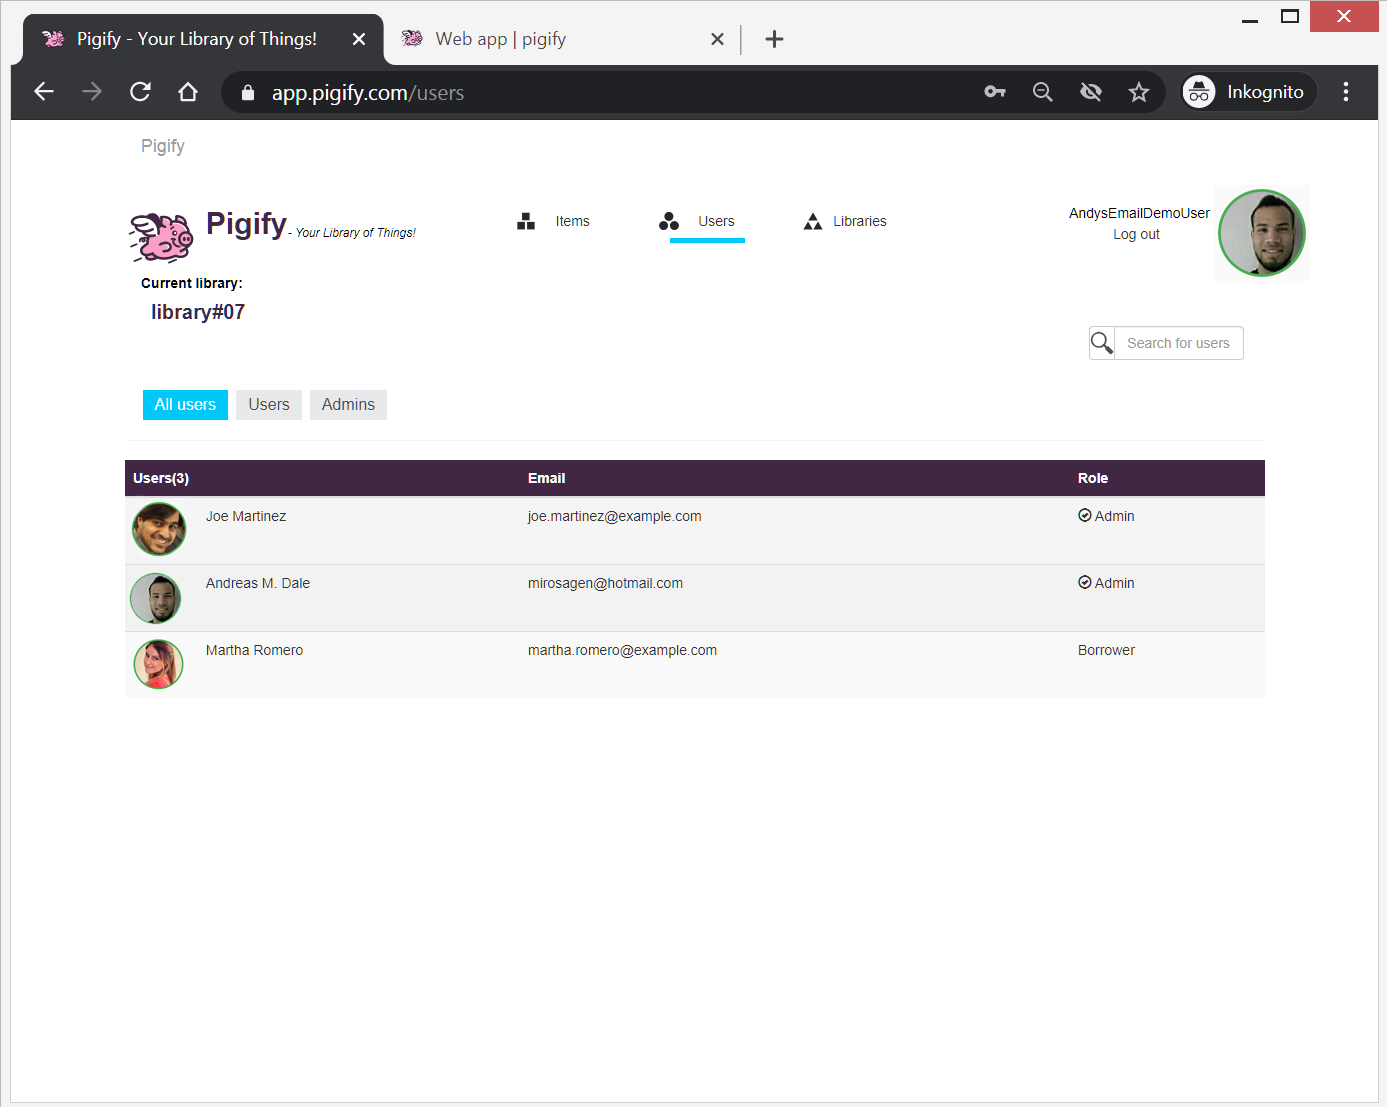 Pigify - Your Library of Things!
Web app | pigify
app.pigify.com/users
Inkognito
Pigify
Pigify - Your Library of Things!
Items
Users
Libraries
AndysEmailDemoUser
Log out
Current library:
library#07
Search for users
All users
Users
Admins
Users(3) Email Role
Joe Martinez joe.martinez@example.com Admin
Andreas M. Dale mirosagen@hotmail.com Admin
Martha Romero martha.romero@example.com Borrower